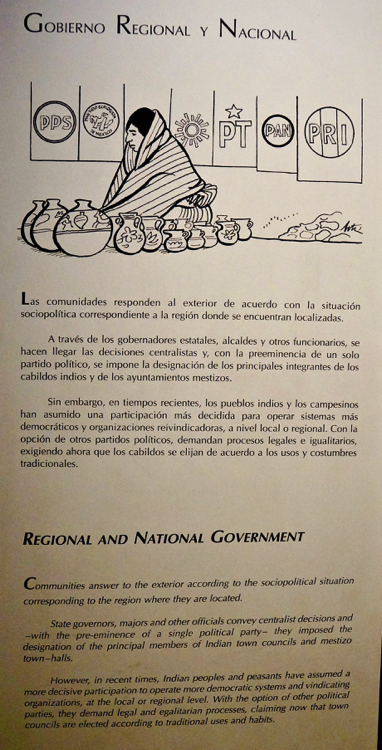 GOBIERNO REGIONAL Y NACIONAL
PPS
PT
PAN
PRI
Las comunidades responden al exterior de acuerdo con la situación
sociopolítica correspondiente a la región donde se encuentran localizadas.
A través de los gobernadores estatales, alcaldes y otros funcionarios, se
hacen llegar las decisiones centralistas y, con la preeminencia de un solo
partido político, se impone la designación de los principales integrantes de los
cabildos indios y de los ayuntamientos mestizos.
Sin embargo, en tiempos recientes, los pueblos indios y los campesinos
han asumido una participación más decidida para operar sistemas más
democráticos y organizaciones reivindicadoras, a nivel local o regional. Con la
opción de otros partidos políticos, demandan procesos legales e igualitarios,
exigiendo ahora que los cabildos se elijan de acuerdo a los usos y costumbres
tradicionales.
REGIONAL AND NATIONAL GOVERNMENT
Communities answer to the exterior according to the sociopolitical situation
corresponding to the region where they are located.
State governors, majors and other officials convey centralist decisions and
–with the pre-eminence of a single political party– they imposed the
designation of the principal members of Indian town councils and mestizo
town–halls.
However, in recent times, Indian peoples and peasants have assumed a
more decisive participation to operate more democratic systems and vindicating
organizations, at the local or regional level. With the option of other political
parties, they demand legal and egalitarian processes, claiming now that town
councils are elected according to traditional uses and habits.